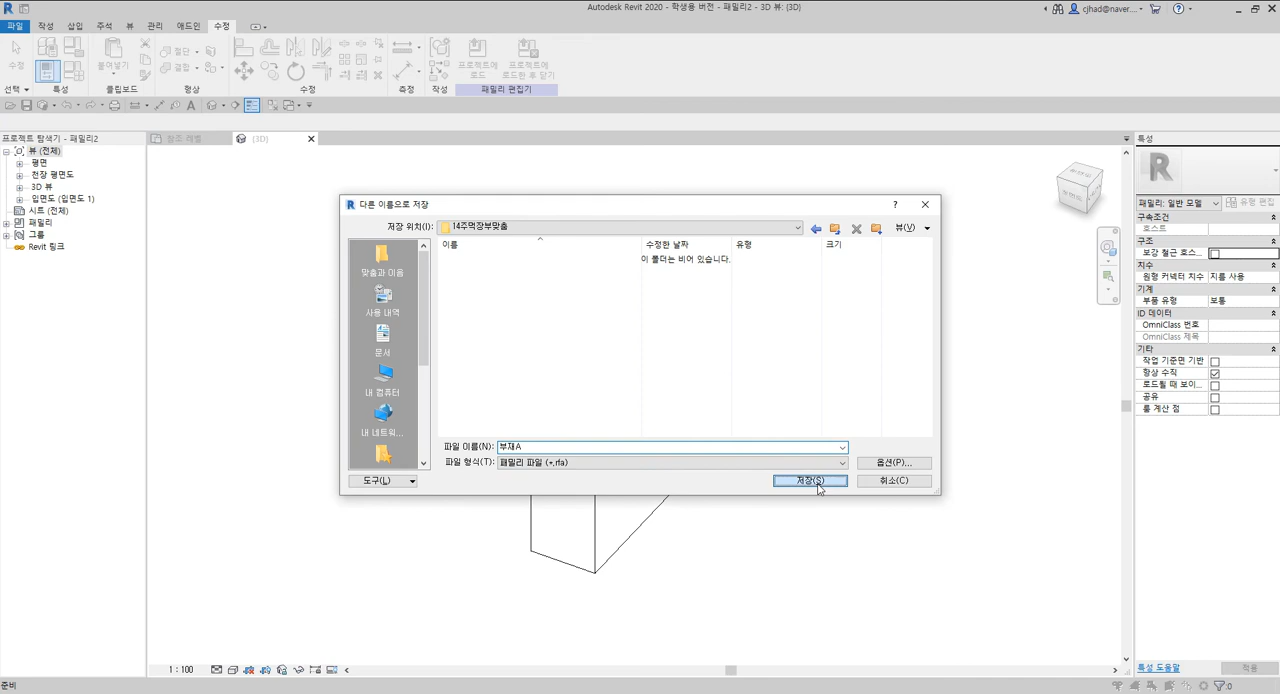 Autodesk Revit 2020 - 학생용 버전 - 패밀리2 - 3D 뷰: {3D}
cjhad@naver....
파일 작성 삽입 주석 뷰 관리 애드인 수정
수정
붙여넣기
절단
결합
프로젝트에 로드
프로젝트에 로드한 후 닫기
선택 특성 클립보드 형상 수정 측정 작성 패밀리 편집기
프로젝트 탐색기 - 패밀리2
참조 레벨
{3D}
특성
뷰 (전체)
평면
천장 평면도
3D 뷰
입면도 (입면도 1)
시트 (전체)
패밀리
그룹
Revit 링크
다른 이름으로 저장
저장 위치(I):
14주먹장부맞춤
뷰(V)
이름 수정한 날짜 유형 크기
이 폴더는 비어 있습니다.
맞춤과 이음
사용 내역
문서
내 컴퓨터
내 네트워...
파일 이름(N): 부재A
파일 형식(T): 패밀리 파일 (*.rfa)
옵션(P)...
도구(L)
저장(S)
취소(C)
패밀리: 일반 모델
유형 편집
구속조건
호스트
구조
보강 철근 호스...
치수
원형 커넥터 치수 지름 사용
기계
부품 유형 보통
ID 데이터
OmniClass 번호
OmniClass 제목
기타
작업 기준면 기반
항상 수직
로드될 때 보이...
공유
룸 계산 점
1 : 100
특성 도움말
적용
준비
:0